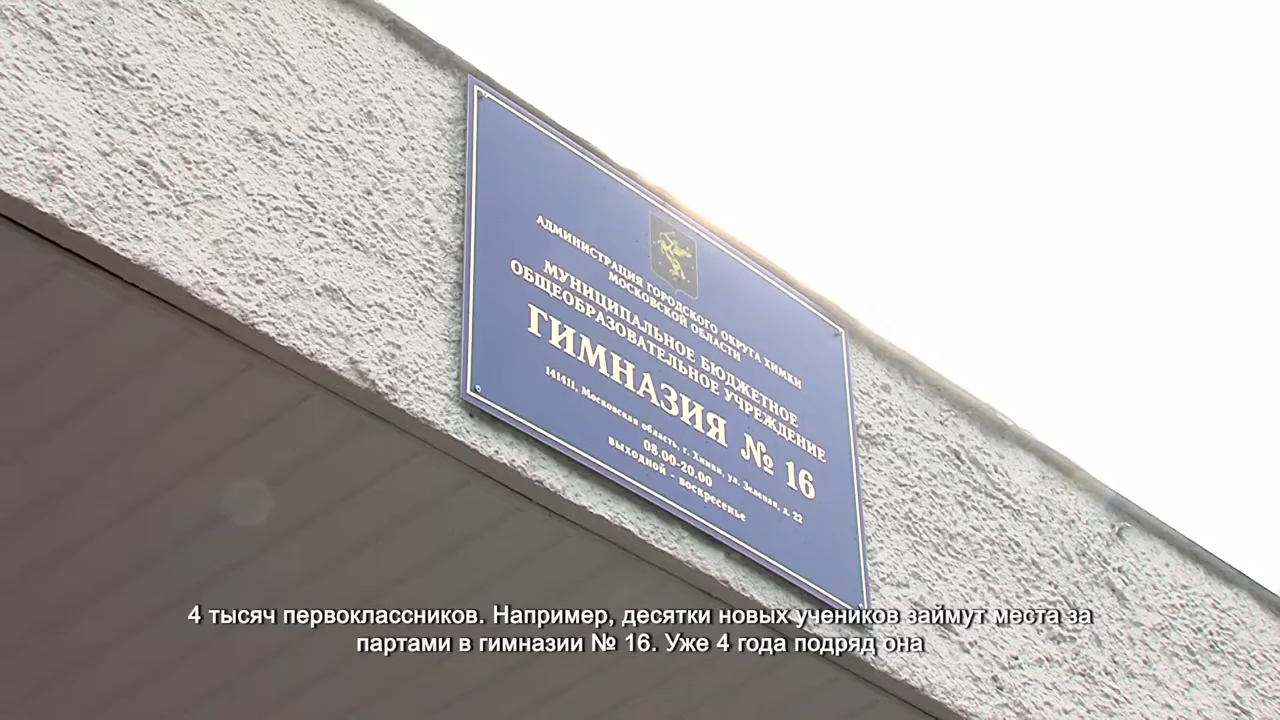 АДМИНИСТРАЦИЯ ГОРОДСКОГО ОКРУГА ХИМКИ
МОСКОВСКОЙ ОБЛАСТИ
МУНИЦИПАЛЬНОЕ БЮДЖЕТНОЕ
ОБЩЕОБРАЗОВАТЕЛЬНОЕ УЧРЕЖДЕНИЕ
ГИМНАЗИЯ № 16
141411, Московская область, г. Химки, ул. Зеленая, д. 22
08.00-20.00
выходной - воскресенье
4 тысяч первоклассников. Например, десятки новых учеников займут места за
партами в гимназии № 16. Уже 4 года подряд она